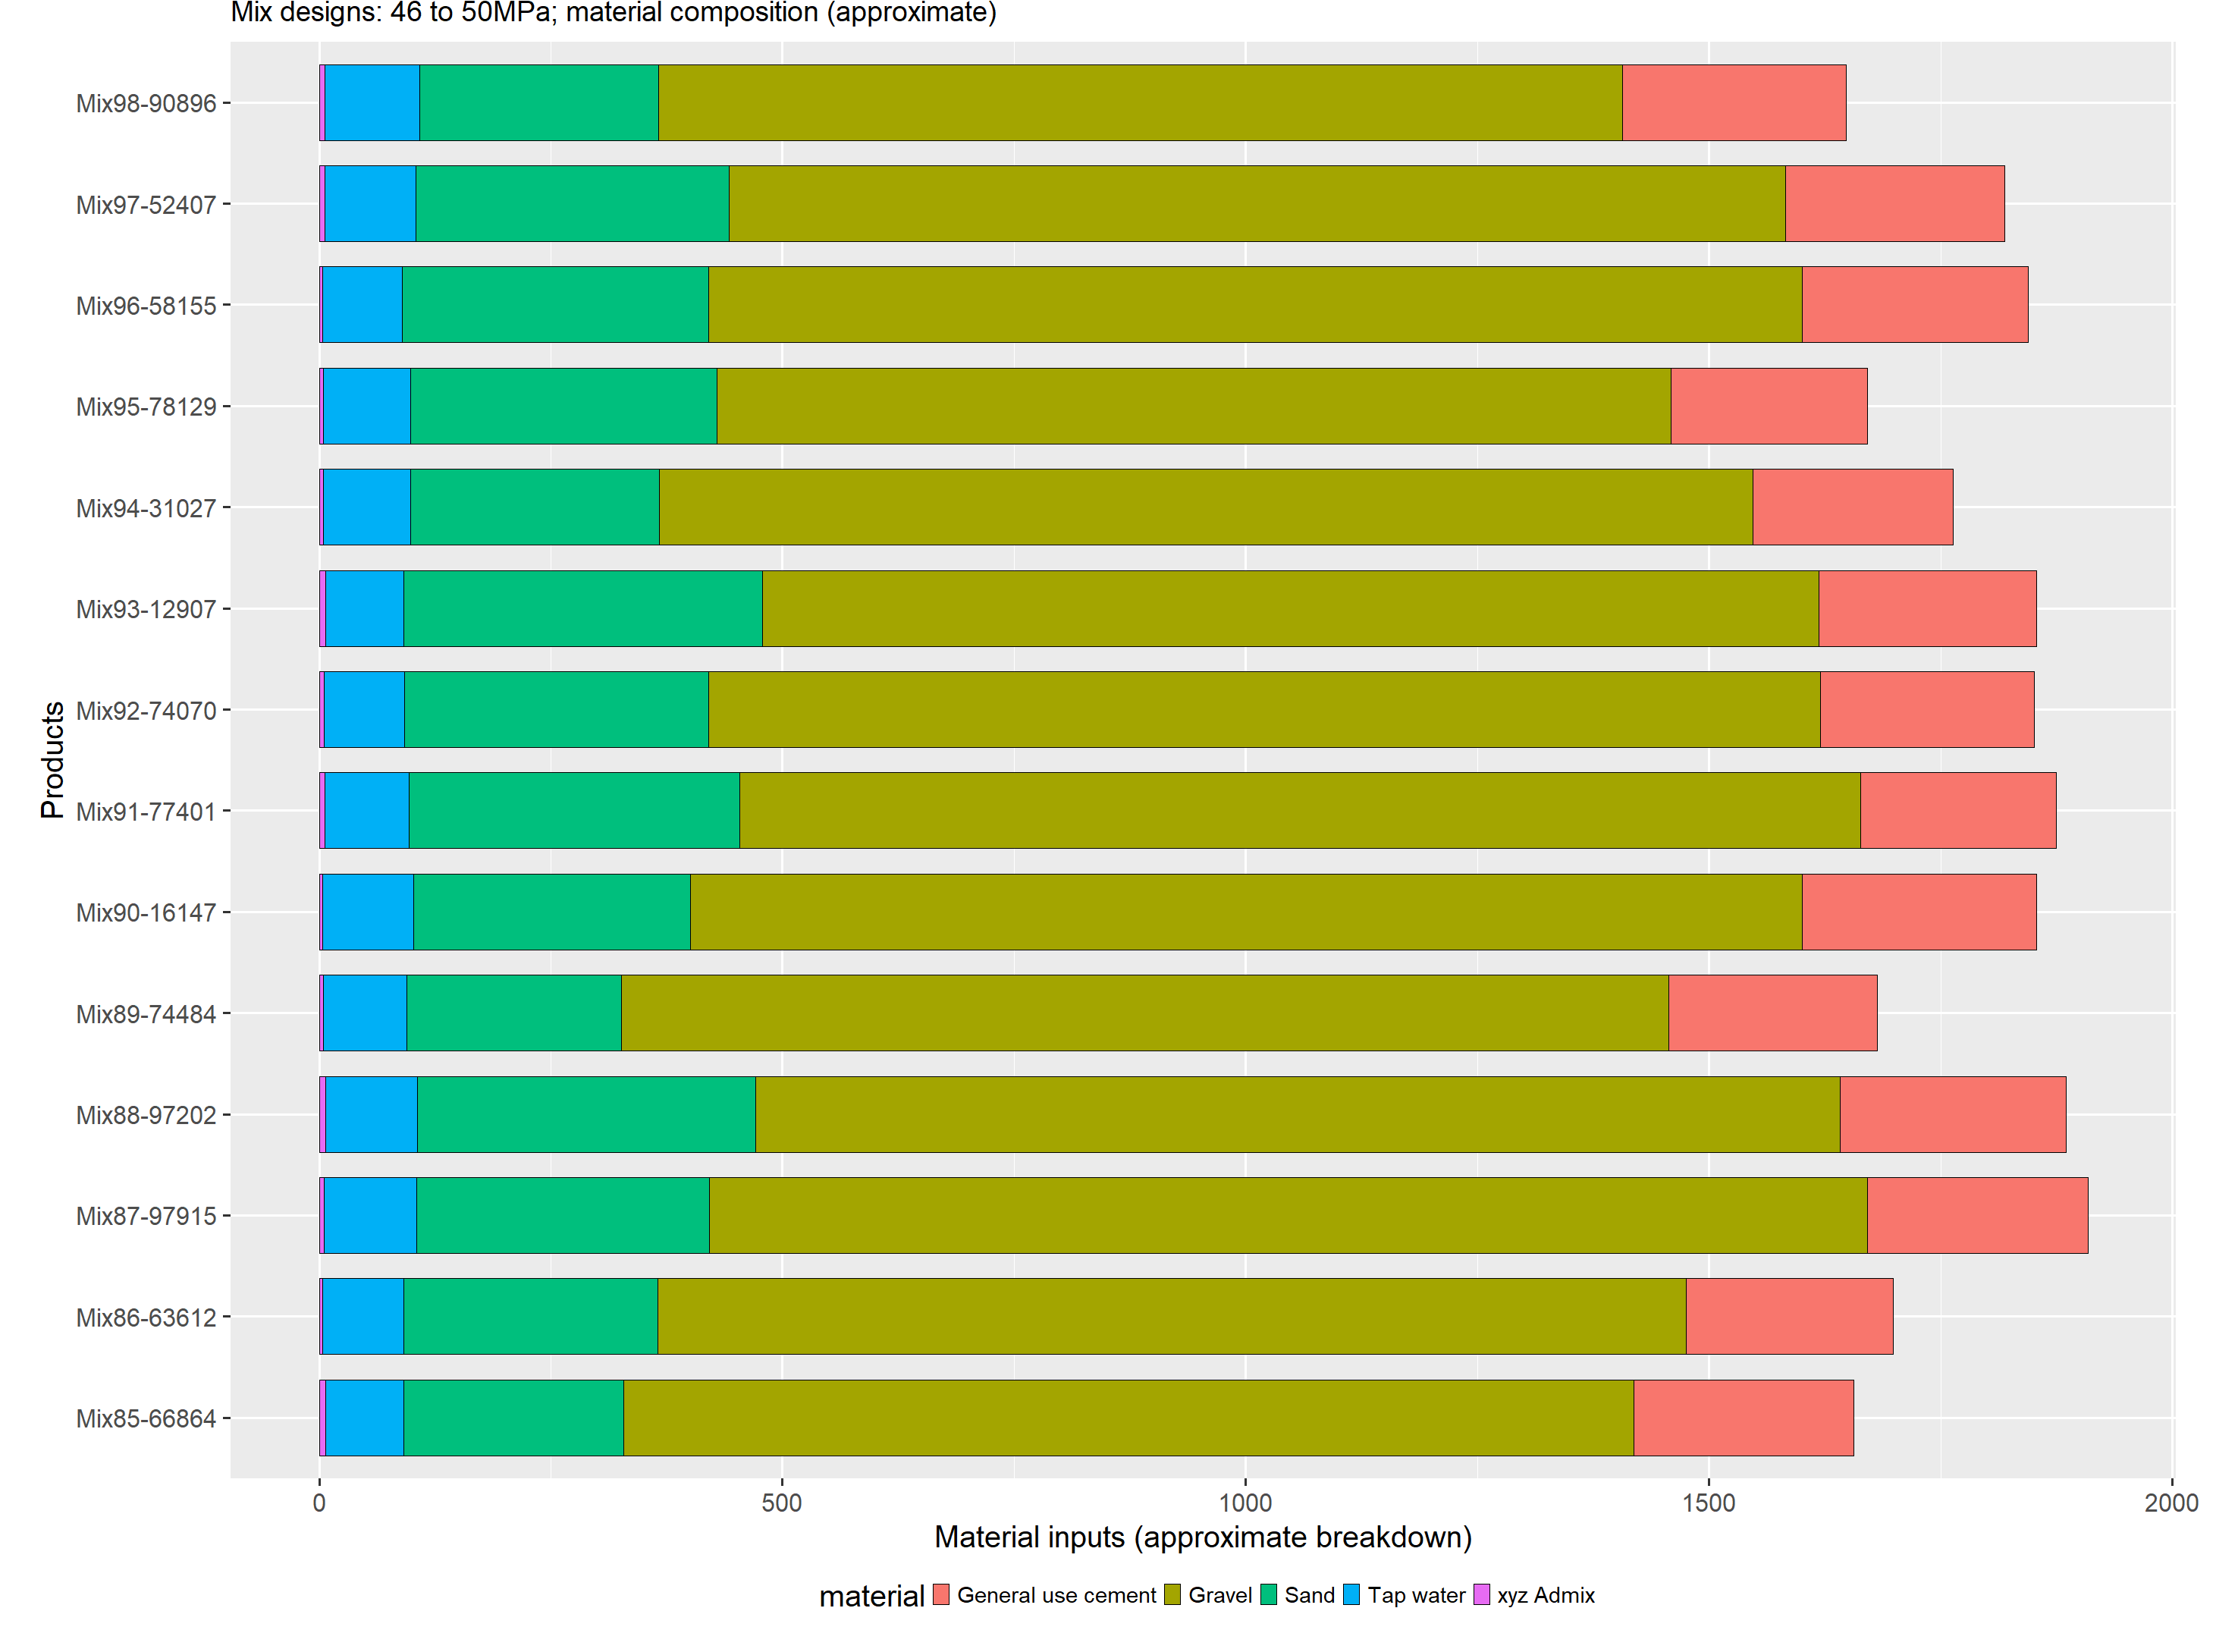 Mix designs: 46 to 50MPa; material composition (approximate)
Mix98-90896
Mix97-52407
Mix96-58155
Mix95-78129
Mix94-31027
Mix93-12907
Mix92-74070
Mix91-77401
Mix90-16147
Mix89-74484
Mix88-97202
Mix87-97915
Mix86-63612
Mix85-66864
Products
0 500 1000 1500 2000
Material inputs (approximate breakdown)
material General use cement Gravel Sand Tap water xyz Admix